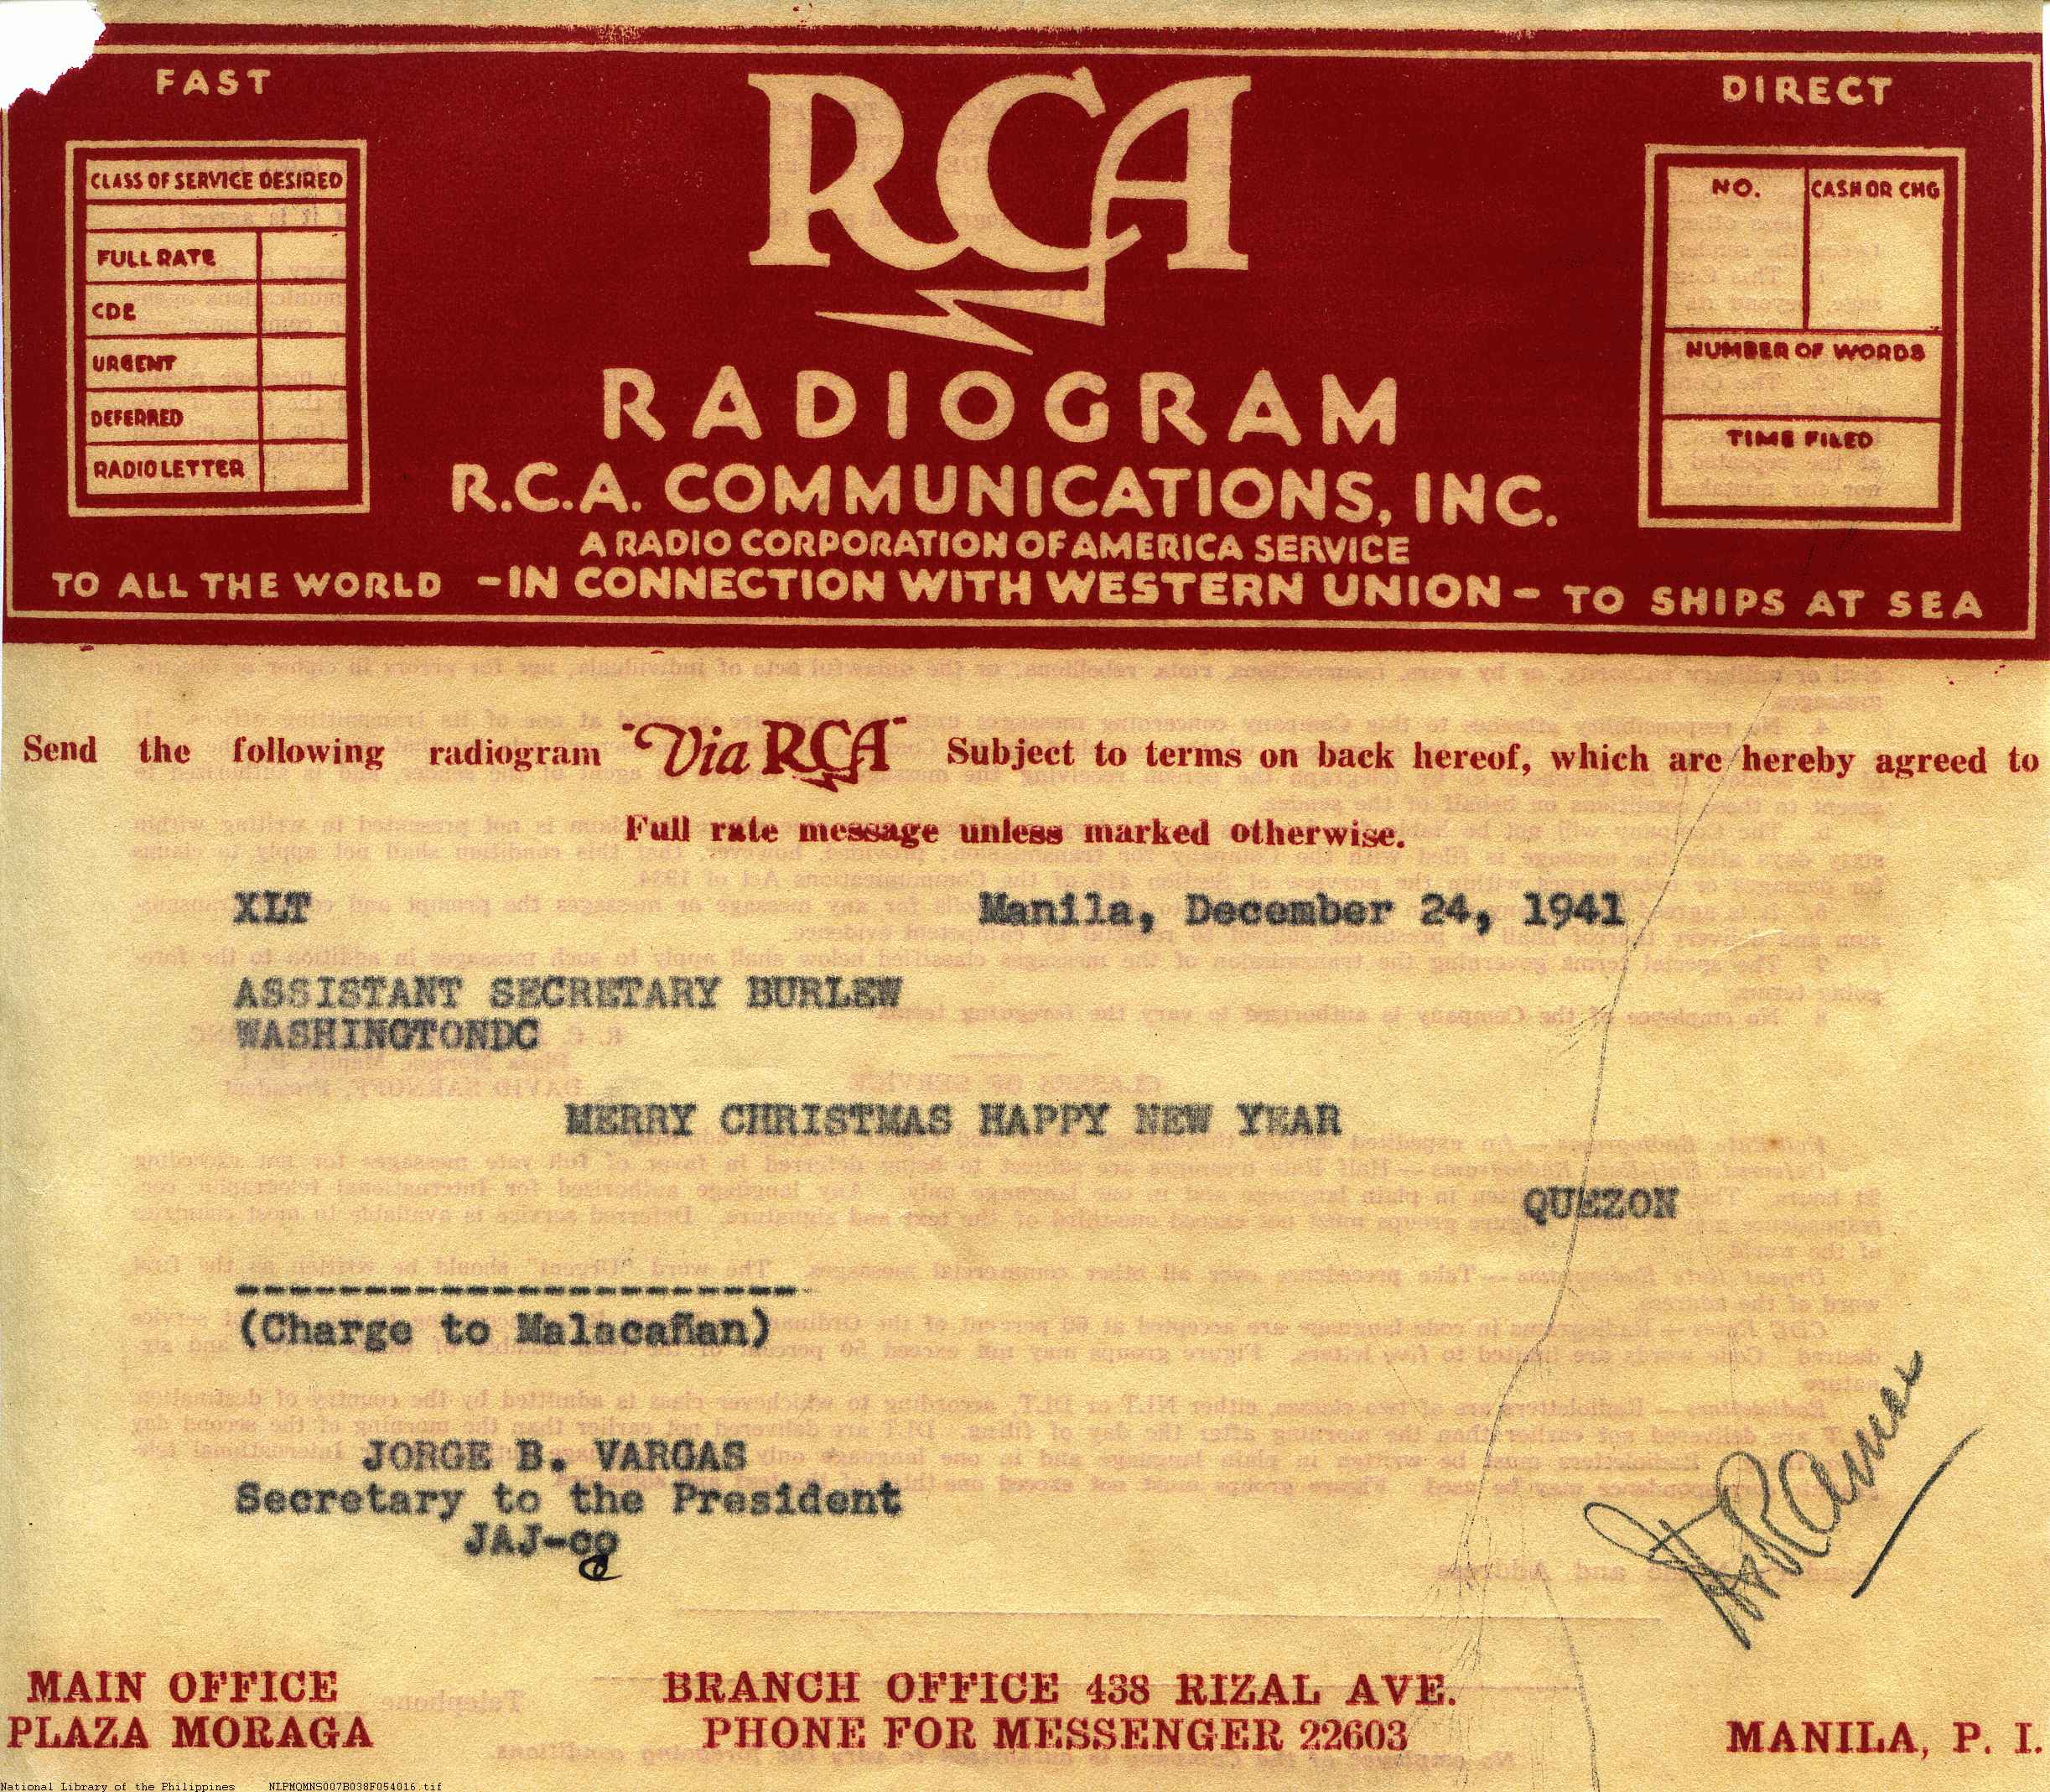 FAST
DIRECT
RCA
CLASS OF SERVICE DESIRED
FULL RATE
CDE
URGENT
DEFERRED
RADIO LETTER
NO.
CASH OR CHG
NUMBER OF WORDS
TIME FILED
RADIOGRAM
R.C.A. COMMUNICATIONS, INC.
A RADIO CORPORATION OF AMERICA SERVICE
TO ALL THE WORLD -IN CONNECTION WITH WESTERN UNION- TO SHIPS AT SEA
Send the following radiogram "Via RCA" Subject to terms on back hereof, which are hereby agreed to
Full rate message unless marked otherwise.
XLT Manila, December 24, 1941
ASSISTANT SECRETARY BURLEW
WASHINGTONDC
MERRY CHRISTMAS HAPPY NEW YEAR
QUEZON
----------------------
(Charge to Malacañan)
JORGE B. VARGAS
Secretary to the President
JAJ-co
MAIN OFFICE
PLAZA MORAGA
BRANCH OFFICE 438 RIZAL AVE.
PHONE FOR MESSENGER 22603
MANILA, P. I.
National Library of the Philippines NLPMQMNS007B038F054016.tif